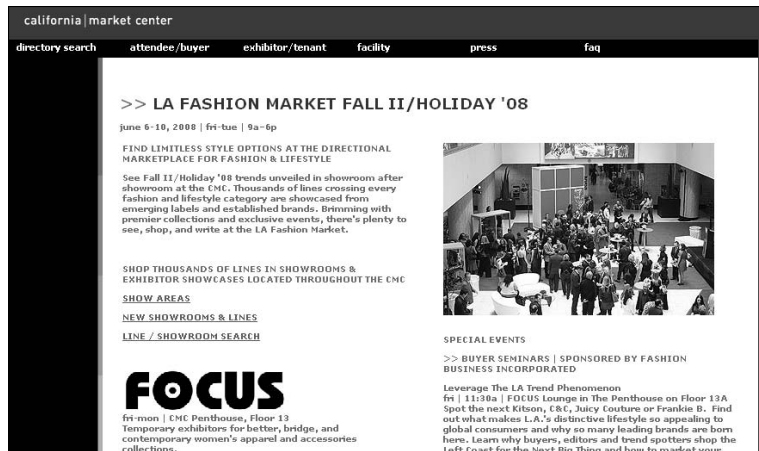 california|market center
directory search attendee/buyer exhibitor/tenant facility press faq
>> LA FASHION MARKET FALL II/HOLIDAY '08
june 6-10, 2008 | fri-tue | 9a-6p
FIND LIMITLESS STYLE OPTIONS AT THE DIRECTIONAL
MARKETPLACE FOR FASHION & LIFESTYLE
See Fall II/Holiday '08 trends unveiled in showroom after
showroom at the CMC. Thousands of lines crossing every
fashion and lifestyle category are showcased from
emerging labels and established brands. Brimming with
premier collections and exclusive events, there's plenty to
see, shop, and write at the LA Fashion Market.
SHOP THOUSANDS OF LINES IN SHOWROOMS &
EXHIBITOR SHOWCASES LOCATED THROUGHOUT THE CMC
SHOW AREAS
NEW SHOWROOMS & LINES
LINE / SHOWROOM SEARCH
FOCUS
fri-mon | CMC Penthouse, Floor 13
Temporary exhibitors for better, bridge, and
contemporary women's apparel and accessories
collections.
SPECIAL EVENTS
>> BUYER SEMINARS | SPONSORED BY FASHION
BUSINESS INCORPORATED
Leverage The LA Trend Phenomenon
fri | 11:30a | FOCUS Lounge in The Penthouse on Floor 13A
Spot the next Kitson, C&C, Juicy Couture or Frankie B. Find
out what makes L.A.'s distinctive lifestyle so appealing to
global consumers and why so many leading brands are born
here. Learn why buyers, editors and trend spotters shop the
Left Coast for the Next Big Thing and how to market your